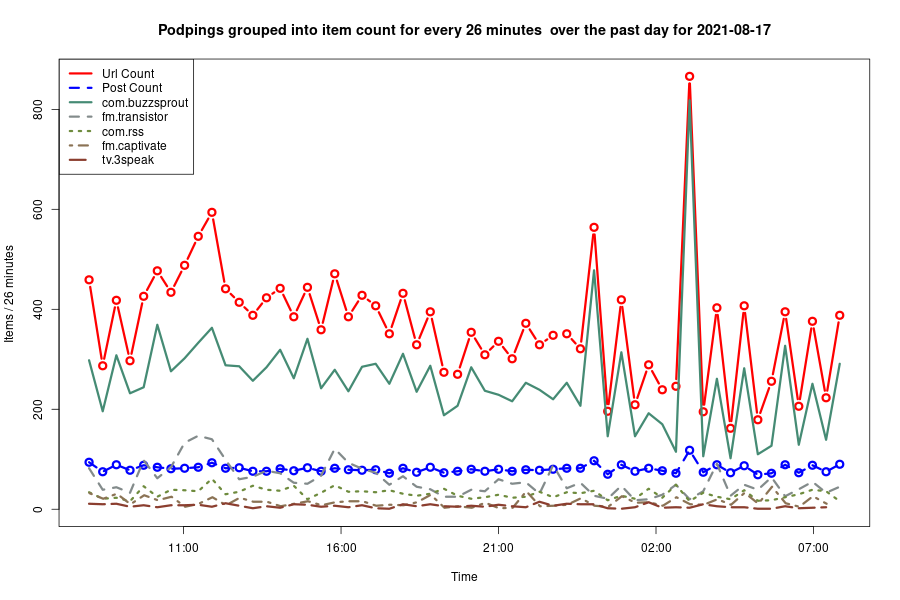 Podpings grouped into item count for every 26 minutes  over the past day for 2021-08-17
Url Count
Post Count
com.buzzsprout
fm.transistor
com.rss
fm.captivate
tv.3speak
Items / 26 minutes
800
600
400
200
0
11:00 16:00 21:00 02:00 07:00
Time